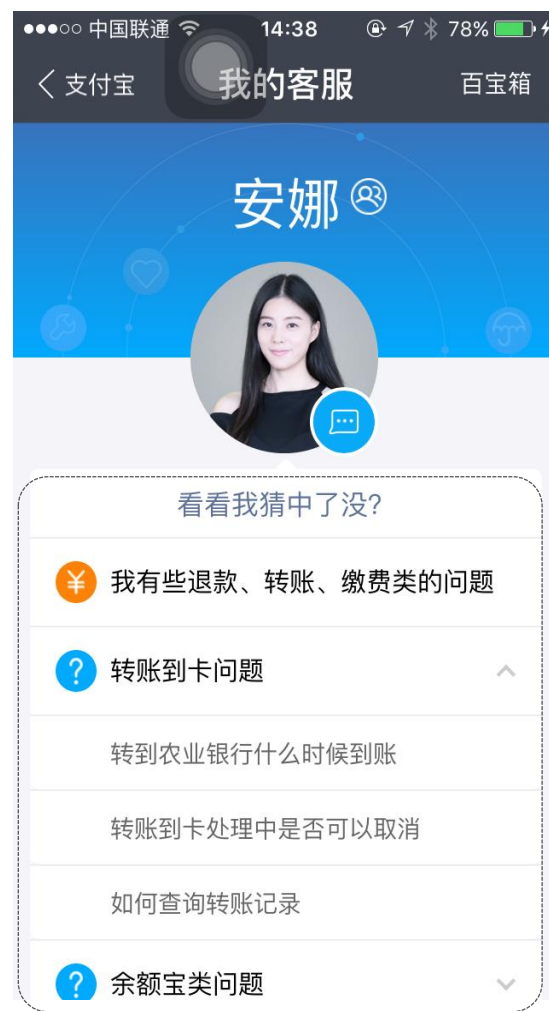 中国联通 14:38 78%
支付宝 我的客服 百宝箱
安娜
看看我猜中了没?
¥ 我有些退款、转账、缴费类的问题
? 转账到卡问题
转到农业银行什么时候到账
转账到卡处理中是否可以取消
如何查询转账记录
? 余额宝类问题